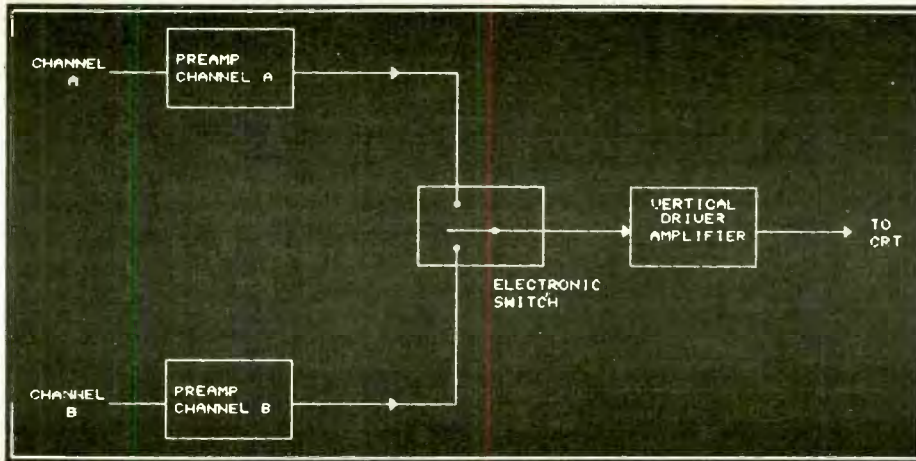 CHANNEL
A
PREAMP
CHANNEL A
VERTICAL
DRIVER
AMPLIFIER
TO
CRT
ELECTRONIC
SWITCH
CHANNEL
B
PREAMP
CHANNEL B